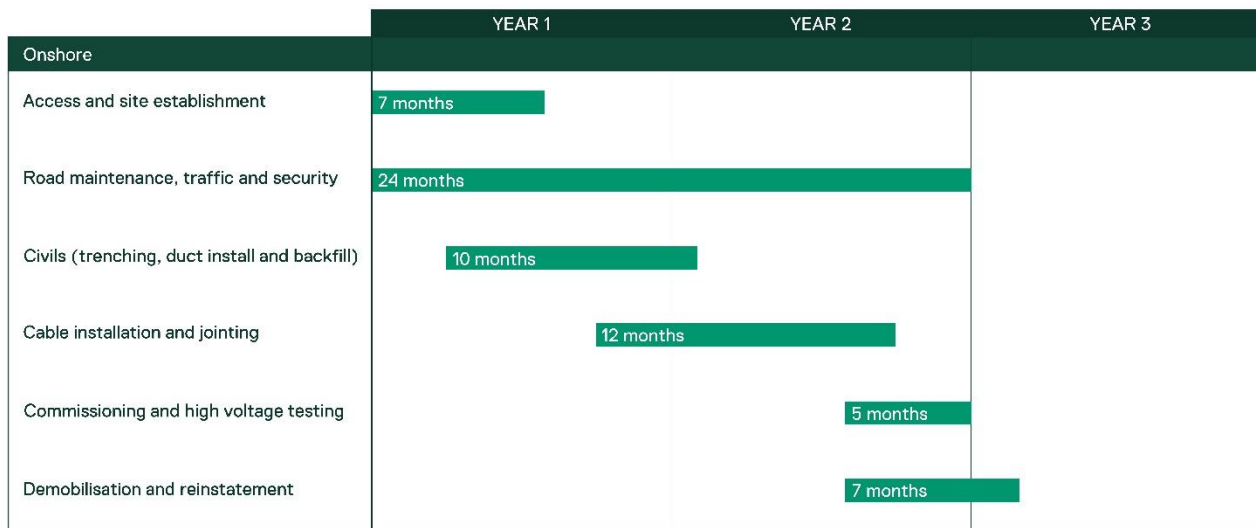 YEAR 1 YEAR 2 YEAR 3
Onshore
Access and site establishment 7 months
Road maintenance, traffic and security 24 months
Civils (trenching, duct install and backfill) 10 months
Cable installation and jointing 12 months
Commissioning and high voltage testing 5 months
Demobilisation and reinstatement 7 months